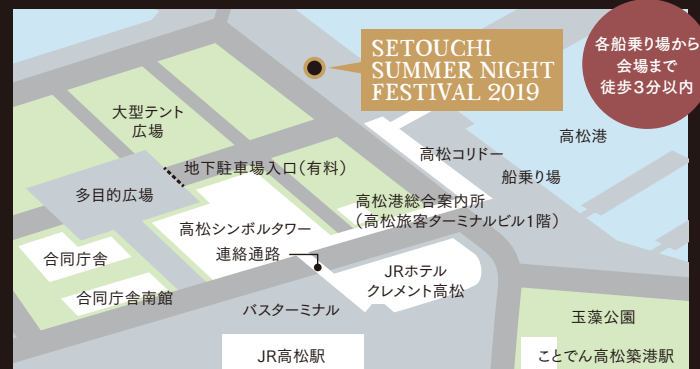 SETOUCHI
SUMMER NIGHT
FESTIVAL 2019
各船乗り場から
会場まで
徒歩3分以内
大型テント
広場
高松港
高松コリドー
地下駐車場入口（有料）
船乗り場
多目的広場
高松港総合案内所
（高松旅客ターミナルビル1階）
高松シンボルタワー
連絡通路
合同庁舎
JRホテル
クレメント高松
合同庁舎南館
バスターミナル
玉藻公園
JR高松駅
ことでん高松築港駅